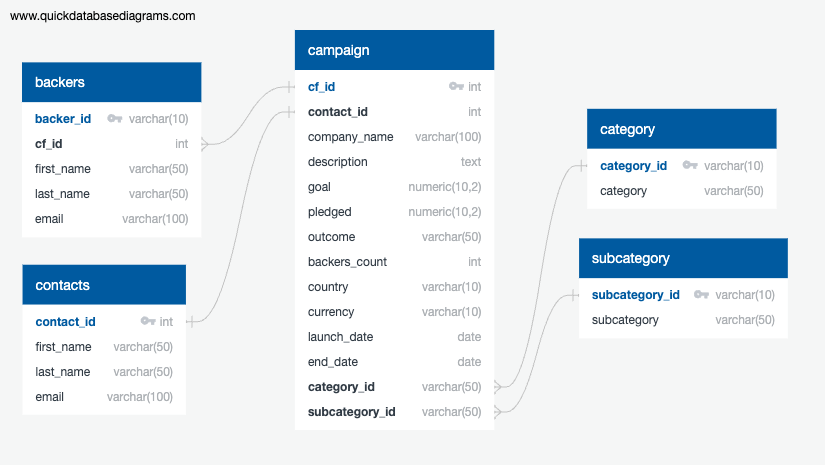 www.quickdatabasediagrams.com
backers
backer_id varchar(10)
cf_id int
first_name varchar(50)
last_name varchar(50)
email varchar(100)
contacts
contact_id int
first_name varchar(50)
last_name varchar(50)
email varchar(100)
campaign
cf_id int
contact_id int
company_name varchar(100)
description text
goal numeric(10,2)
pledged numeric(10,2)
outcome varchar(50)
backers_count int
country varchar(10)
currency varchar(10)
launch_date date
end_date date
category_id varchar(50)
subcategory_id varchar(50)
category
category_id varchar(10)
category varchar(50)
subcategory
subcategory_id varchar(10)
subcategory varchar(50)